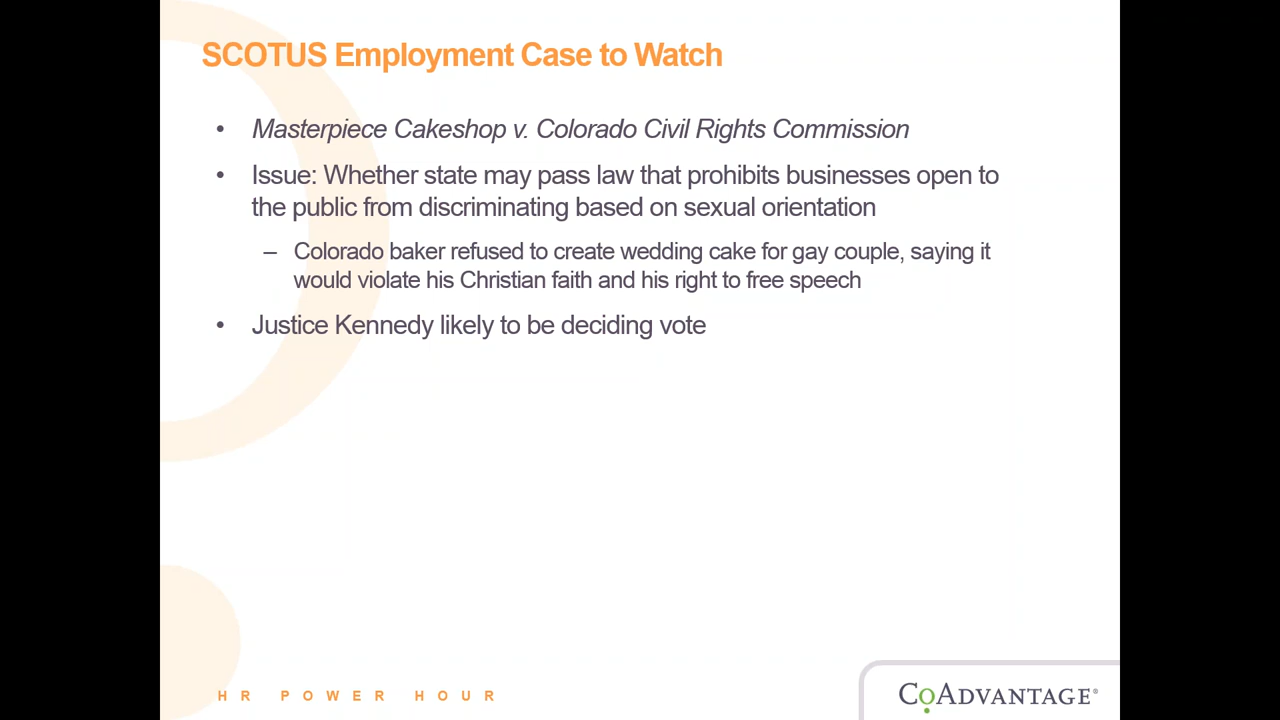 SCOTUS Employment Case to Watch
• Masterpiece Cakeshop v. Colorado Civil Rights Commission
• Issue: Whether state may pass law that prohibits businesses open to
the public from discriminating based on sexual orientation
– Colorado baker refused to create wedding cake for gay couple, saying it
would violate his Christian faith and his right to free speech
• Justice Kennedy likely to be deciding vote
HR POWER HOUR
CoAdvantage®